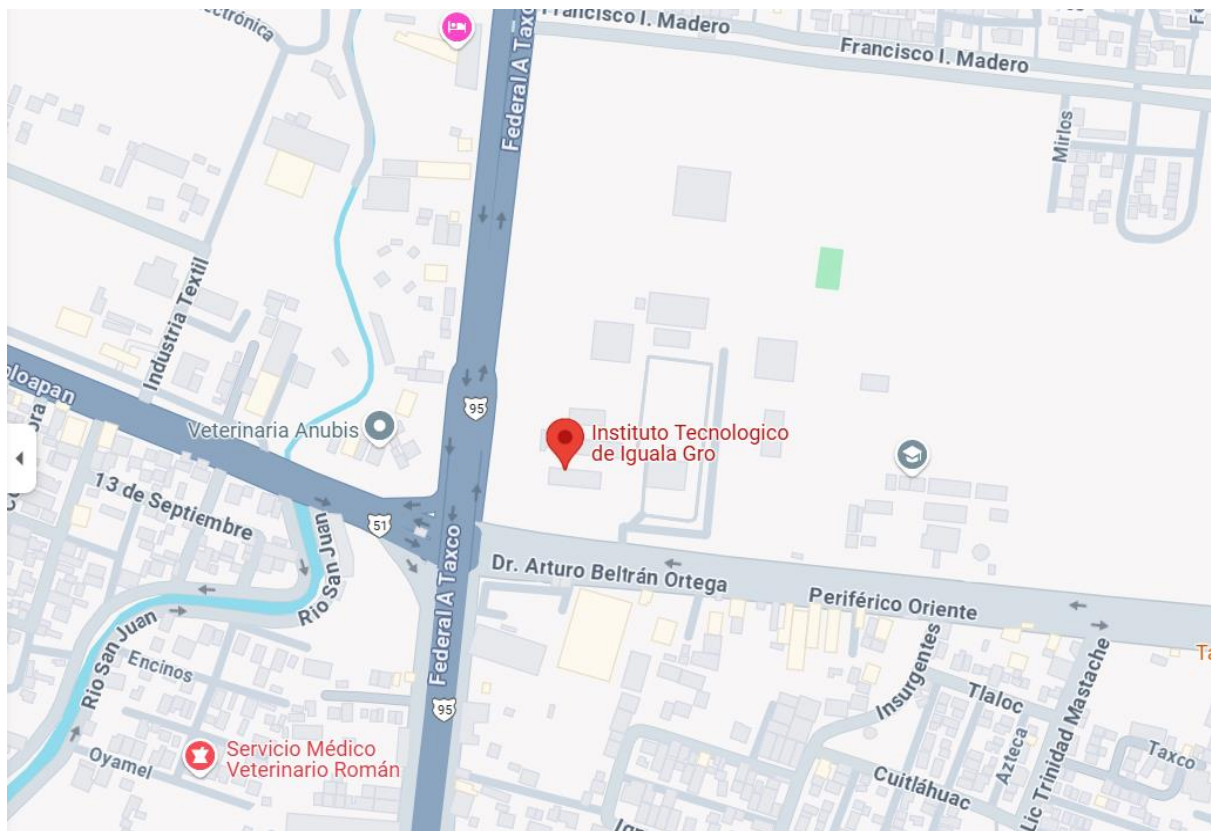 Francisco I. Madero
Francisco I. Madero
Federal A Taxco
Mirlos
Industria Textil
95
Veterinaria Anubis
Instituto Tecnologico
de Iguala Gro
13 de Septiembre
51
Rio San Juan
Dr. Arturo Beltrán Ortega
Periférico Oriente
Federal A Taxco
Rio San Juan
Encinos
Insurgentes
Tlaloc
Lic Trinidad Mastache
95
Azteca
Taxco
Oyamel
Servicio Médico
Veterinario Román
Cuitláhuac